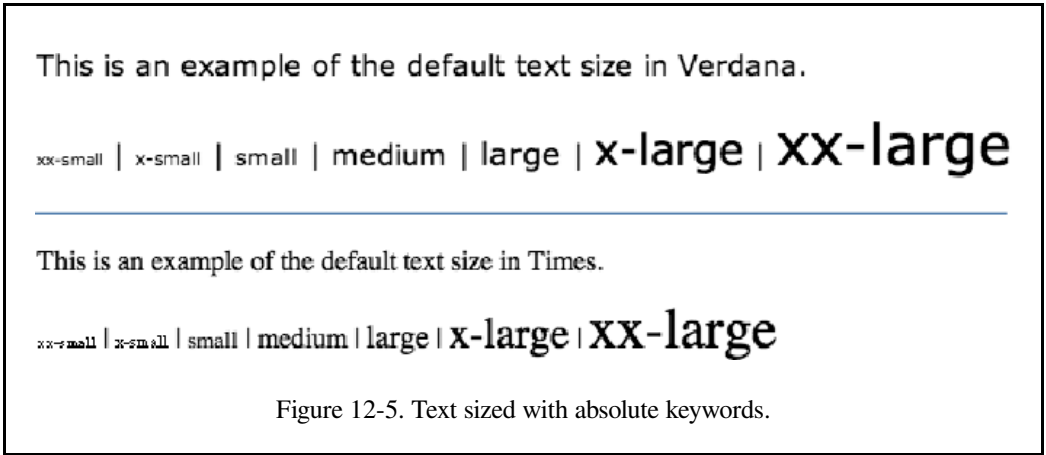 This is an example of the default text size in Verdana.
xx-small | x-small | small | medium | large | x-large | xx-large
This is an example of the default text size in Times.
xx-small | x-small | small | medium | large | x-large | xx-large
Figure 12-5. Text sized with absolute keywords.